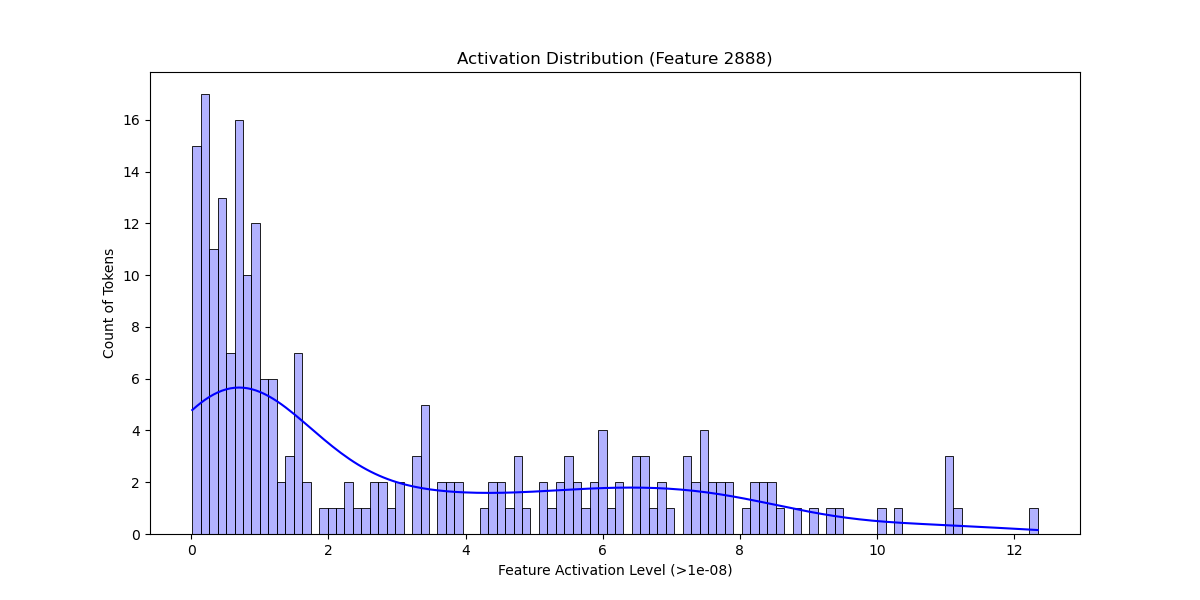 Activation Distribution (Feature 2888)
16
14
12
10
8
6
4
2
0
Count of Tokens
0 2 4 6 8 10 12
Feature Activation Level (>1e-08)